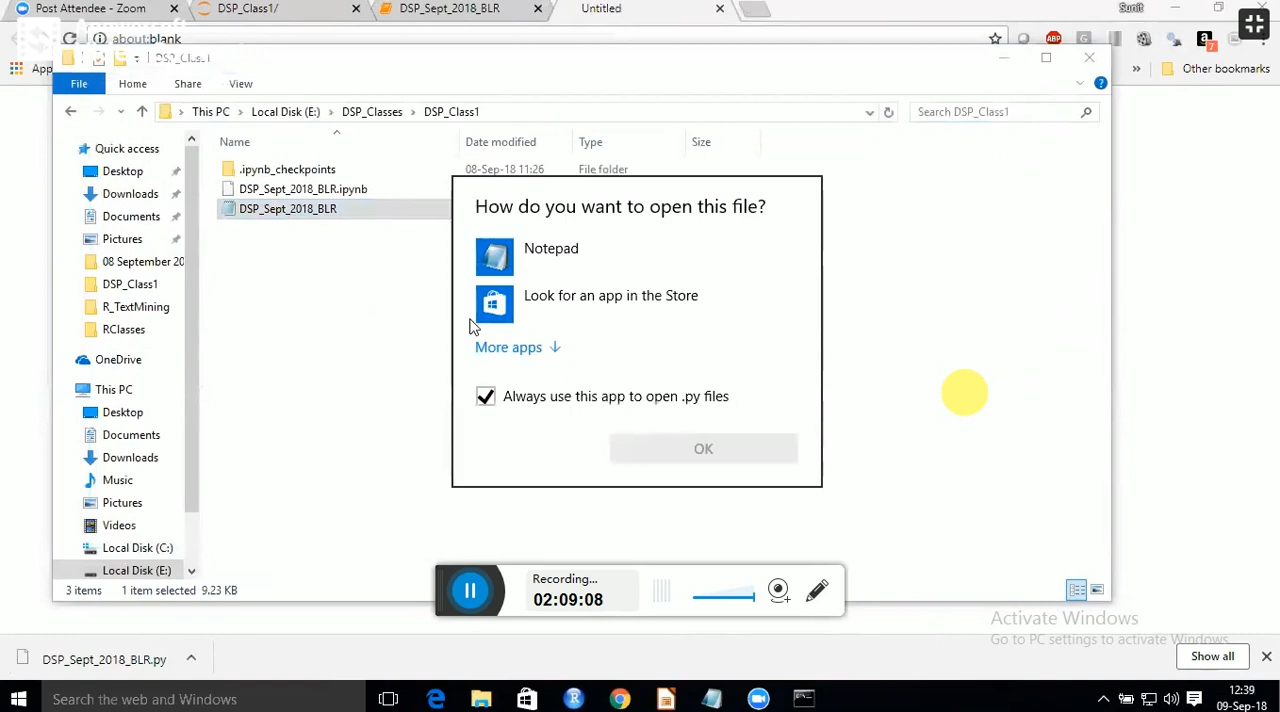 Post Attendee - Zoom
DSP_Class1/
DSP_Sept_2018_BLR
Untitled
Sunit
about:blank
ABP
G
a
7
DSP_Class1
Other bookmarks
File
Home
Share
View
This PC
Local Disk (E:)
DSP_Classes
DSP_Class1
Search DSP_Class1
Name
Date modified
Type
Size
Quick access
Desktop
Downloads
Documents
Pictures
08 September 20
DSP_Class1
R_TextMining
RClasses
OneDrive
This PC
Desktop
Documents
Downloads
Music
Pictures
Videos
Local Disk (C:)
Local Disk (E:)
.ipynb_checkpoints
08-Sep-18 11:26
File folder
DSP_Sept_2018_BLR.ipynb
DSP_Sept_2018_BLR
How do you want to open this file?
Notepad
Look for an app in the Store
More apps
Always use this app to open .py files
OK
3 items
1 item selected 9.23 KB
Recording...
02:09:08
Activate Windows
Go to PC settings to activate Windows.
DSP_Sept_2018_BLR.py
Show all
Search the web and Windows
12:39
09-Sep-18